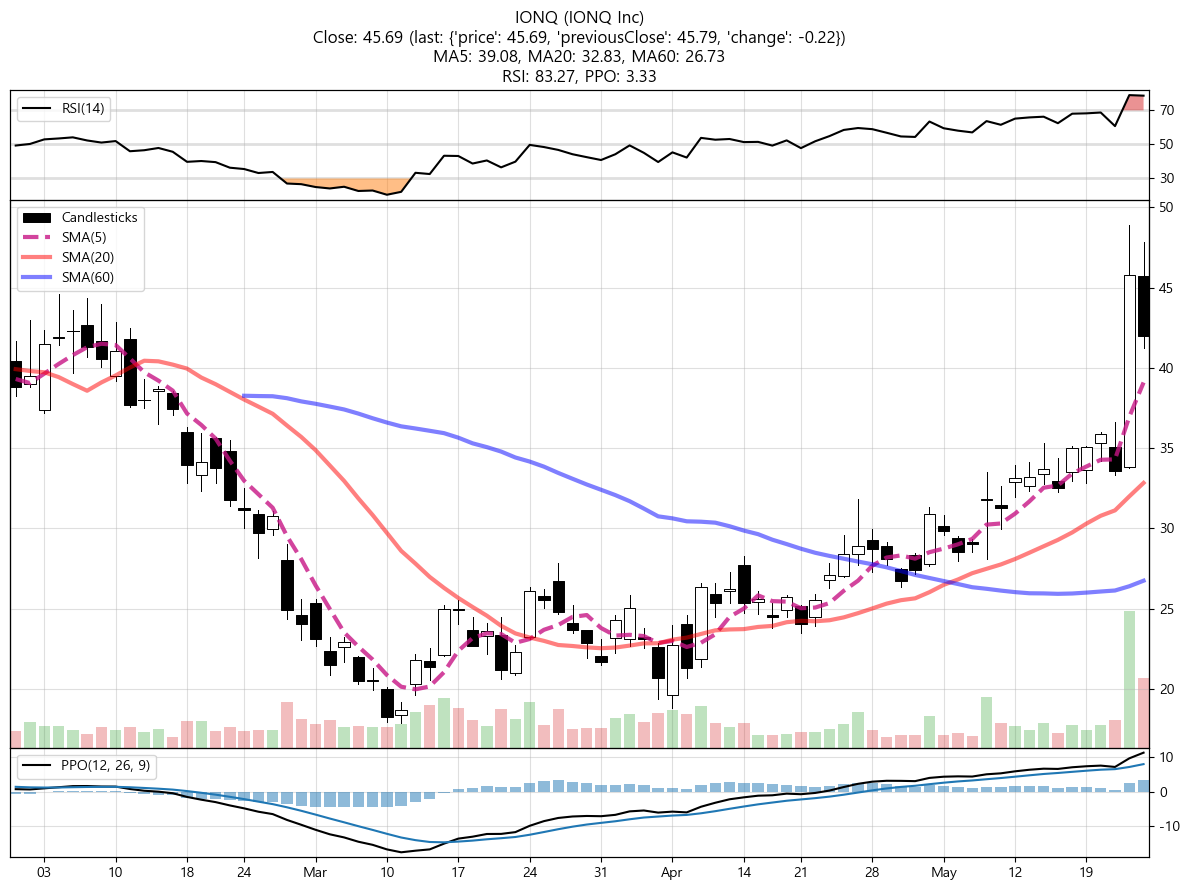 IONQ (IONQ Inc)
Close: 45.69 (last: {'price': 45.69, 'previousClose': 45.79, 'change': -0.22})
MA5: 39.08, MA20: 32.83, MA60: 26.73
RSI: 83.27, PPO: 3.33
RSI(14)
70
50
30
Candlesticks
SMA(5)
SMA(20)
SMA(60)
50
45
40
35
30
25
20
PPO(12, 26, 9)
10
0
-10
03 10 18 24 Mar 10 17 24 31 Apr 14 21 28 May 12 19